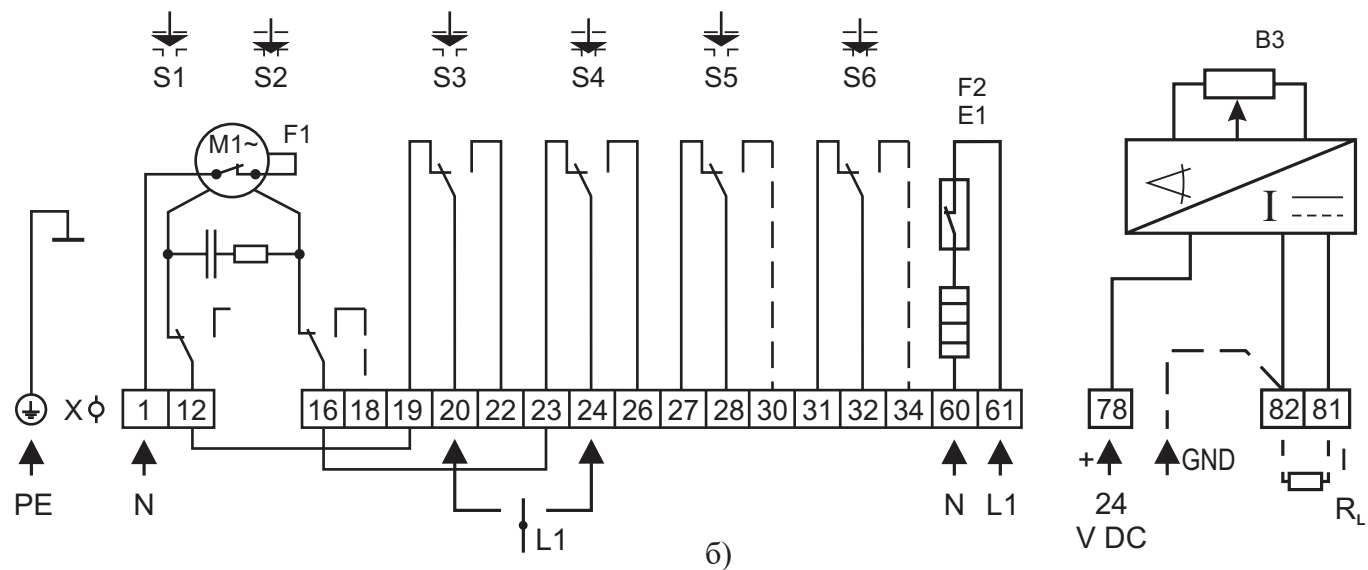 S1 S2 S3 S4 S5 S6
B3
F2
E1
M1~ F1
I
X 1 12 16 18 19 20 22 23 24 26 27 28 30 31 32 34 60 61 78 82 81
PE N L1 N L1 + GND I
24
V DC
R_L
б)